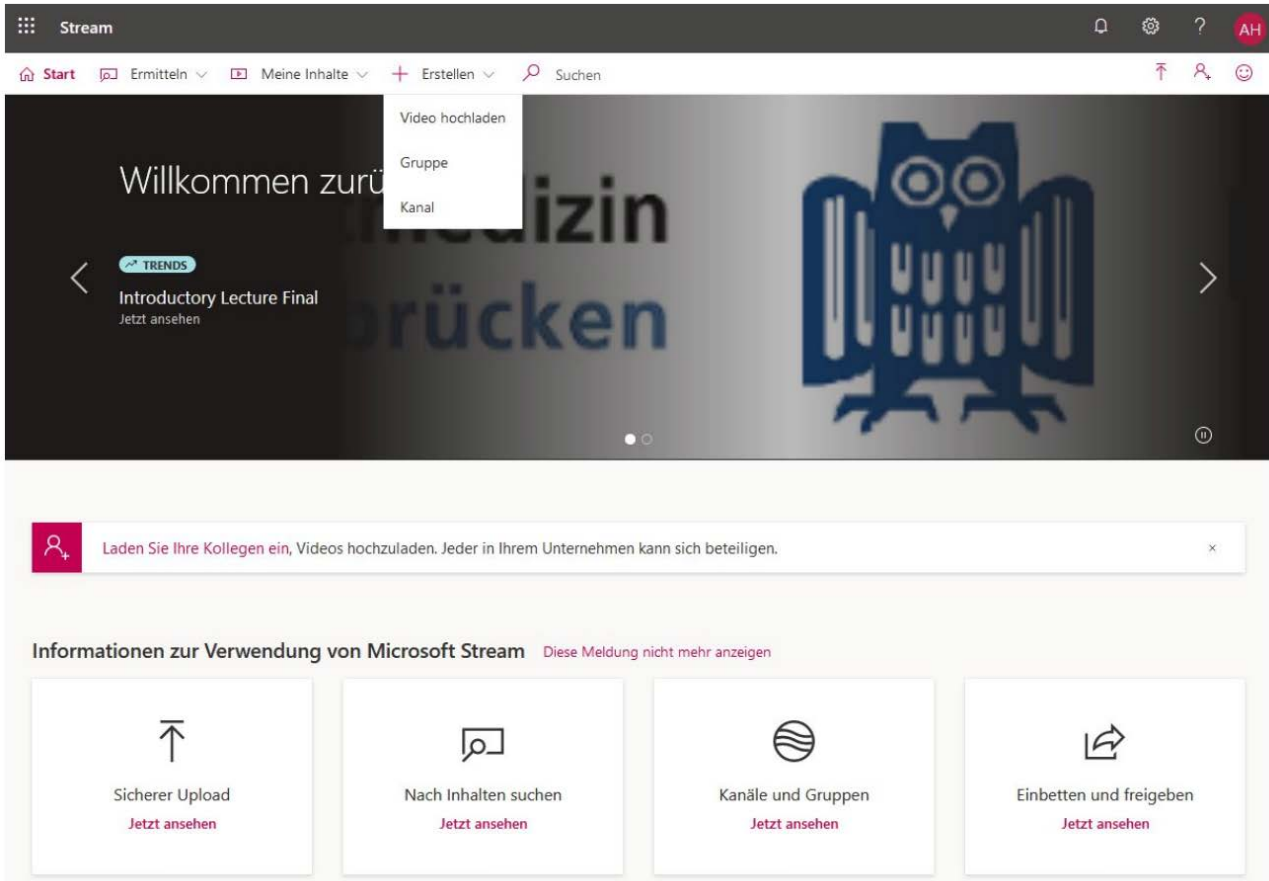 Stream
AH
Start Ermitteln Meine Inhalte Erstellen Suchen
Video hochladen
Gruppe
Kanal
Willkommen zurü
izin
rücken
TRENDS
Introductory Lecture Final
Jetzt ansehen
Laden Sie Ihre Kollegen ein, Videos hochzuladen. Jeder in Ihrem Unternehmen kann sich beteiligen.
Informationen zur Verwendung von Microsoft Stream Diese Meldung nicht mehr anzeigen
Sicherer Upload
Jetzt ansehen
Nach Inhalten suchen
Jetzt ansehen
Kanäle und Gruppen
Jetzt ansehen
Einbetten und freigeben
Jetzt ansehen